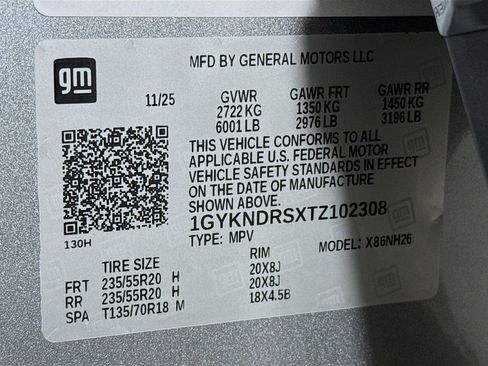 gm
MFD BY GENERAL MOTORS LLC
11/25 GVWR GAWR FRT GAWR RR
2722 KG 1350 KG 1450 KG
6001 LB 2976 LB 3196 LB
THIS VEHICLE CONFORMS TO ALL
APPLICABLE U.S. FEDERAL MOTOR
VEHICLE SAFETY STANDARDS IN EFFECT
ON THE DATE OF MANUFACTURE
SHOWN ABOVE.
1GYKNDRSXTZ102308
130H TYPE: MPV MODEL: X86NH26
TIRE SIZE RIM
FRT 235/55R20 H 20X8J
RR 235/55R20 H 20X8J
SPA T135/70R18 M 18X4.5B